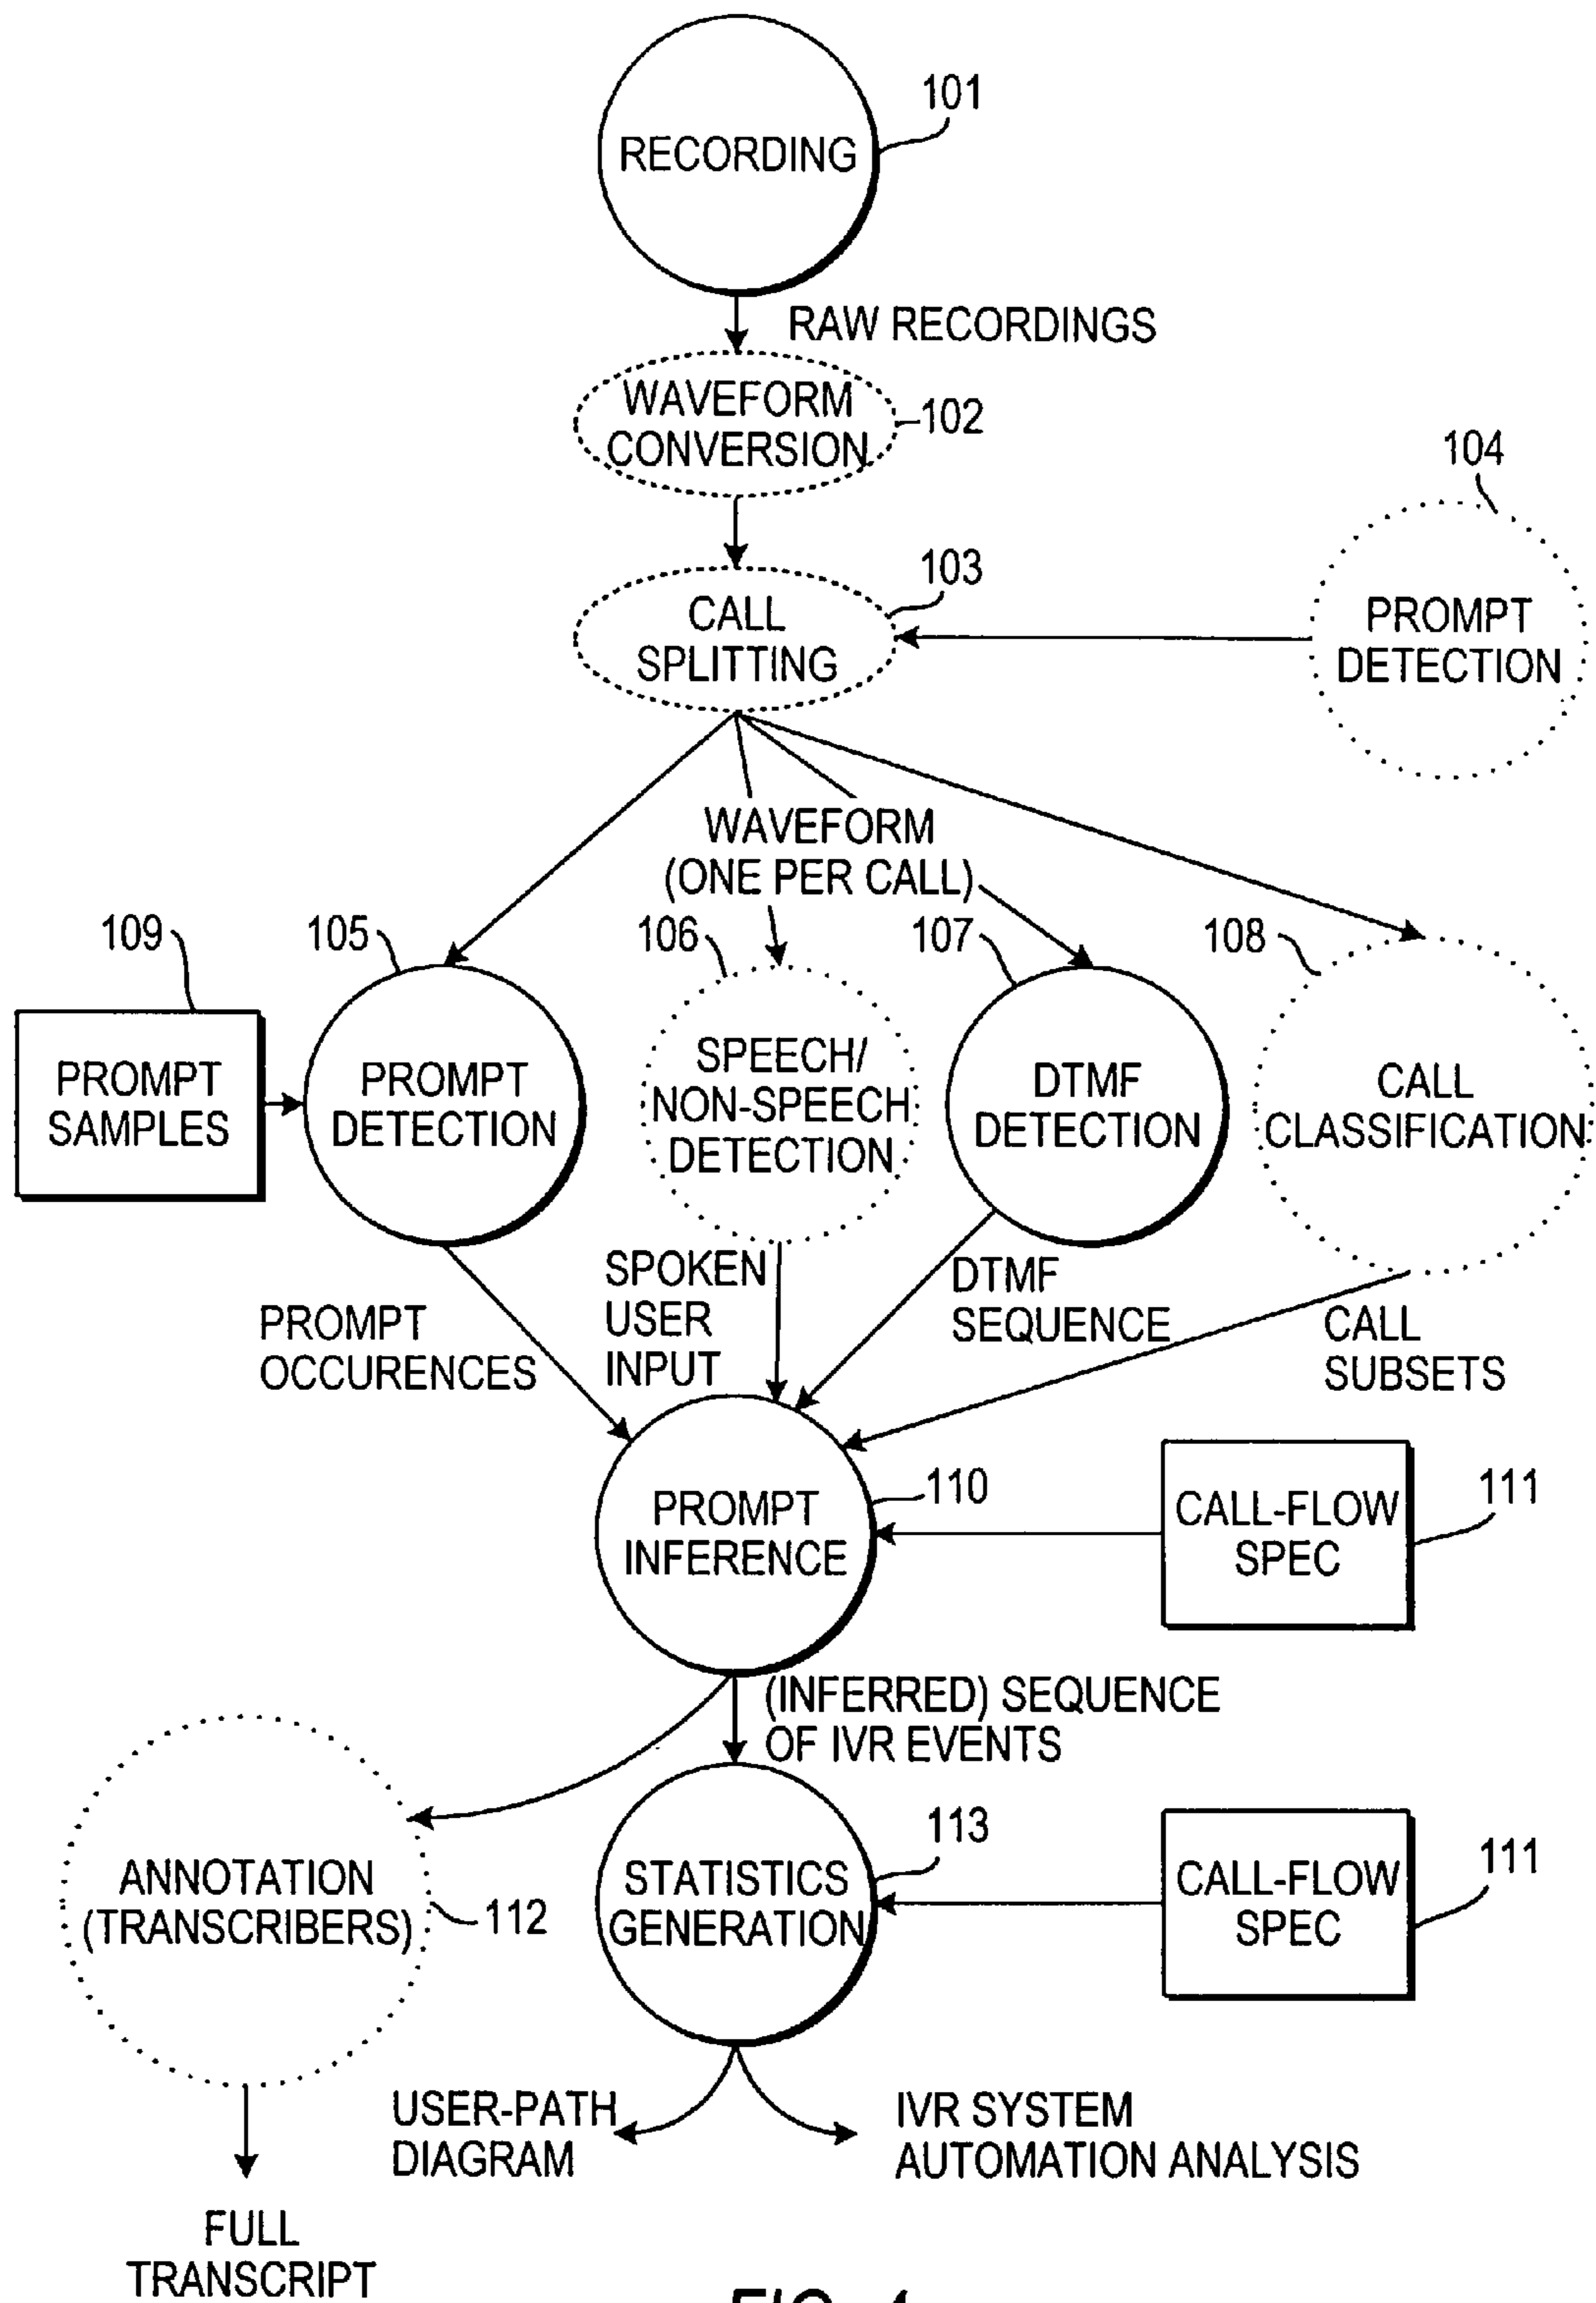 RECORDING
101
RAW RECORDINGS
WAVEFORM
CONVERSION
102
104
103
CALL
SPLITTING
PROMPT
DETECTION
WAVEFORM
(ONE PER CALL)
109
105
106
107
108
PROMPT
SAMPLES
PROMPT
DETECTION
SPEECH/
NON-SPEECH
DETECTION
DTMF
DETECTION
CALL
CLASSIFICATION
PROMPT
OCCURENCES
SPOKEN
USER
INPUT
DTMF
SEQUENCE
CALL
SUBSETS
PROMPT
INFERENCE
110
CALL-FLOW
SPEC
111
(INFERRED) SEQUENCE
OF IVR EVENTS
ANNOTATION
(TRANSCRIBERS)
112
STATISTICS
GENERATION
113
CALL-FLOW
SPEC
111
USER-PATH
DIAGRAM
IVR SYSTEM
AUTOMATION ANALYSIS
FULL
TRANSCRIPT